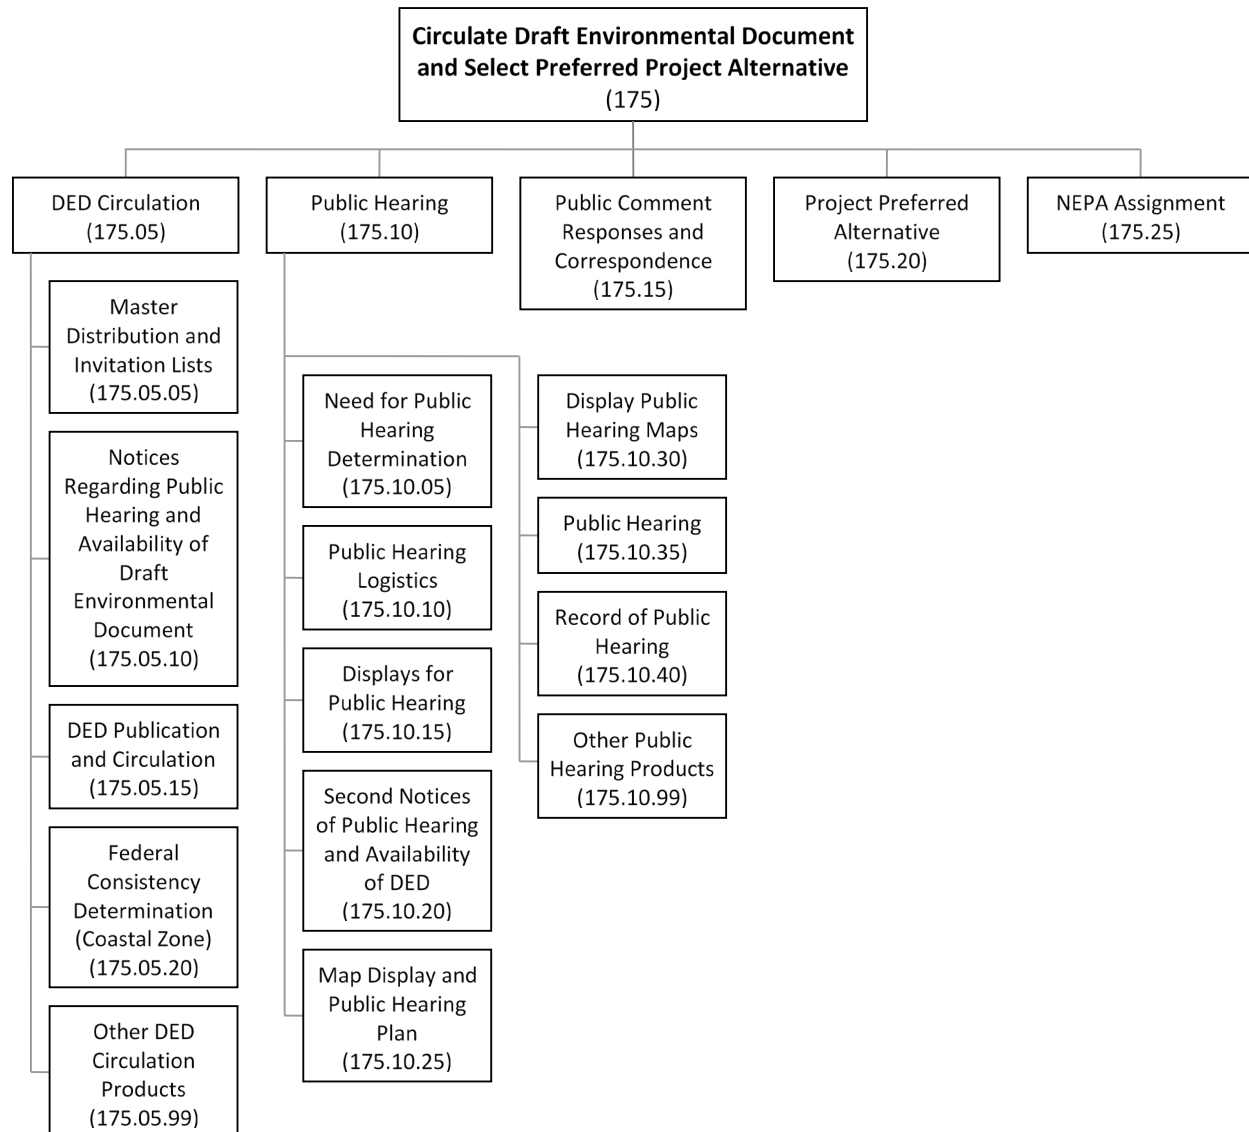 Circulate Draft Environmental Document
and Select Preferred Project Alternative
(175)
DED Circulation
(175.05)
Public Hearing
(175.10)
Public Comment
Responses and
Correspondence
(175.15)
Project Preferred
Alternative
(175.20)
NEPA Assignment
(175.25)
Master
Distribution and
Invitation Lists
(175.05.05)
Notices
Regarding Public
Hearing and
Availability of
Draft
Environmental
Document
(175.05.10)
DED Publication
and Circulation
(175.05.15)
Federal
Consistency
Determination
(Coastal Zone)
(175.05.20)
Other DED
Circulation
Products
(175.05.99)
Need for Public
Hearing
Determination
(175.10.05)
Public Hearing
Logistics
(175.10.10)
Displays for
Public Hearing
(175.10.15)
Second Notices
of Public Hearing
and Availability
of DED
(175.10.20)
Map Display and
Public Hearing
Plan
(175.10.25)
Display Public
Hearing Maps
(175.10.30)
Public Hearing
(175.10.35)
Record of Public
Hearing
(175.10.40)
Other Public
Hearing Products
(175.10.99)